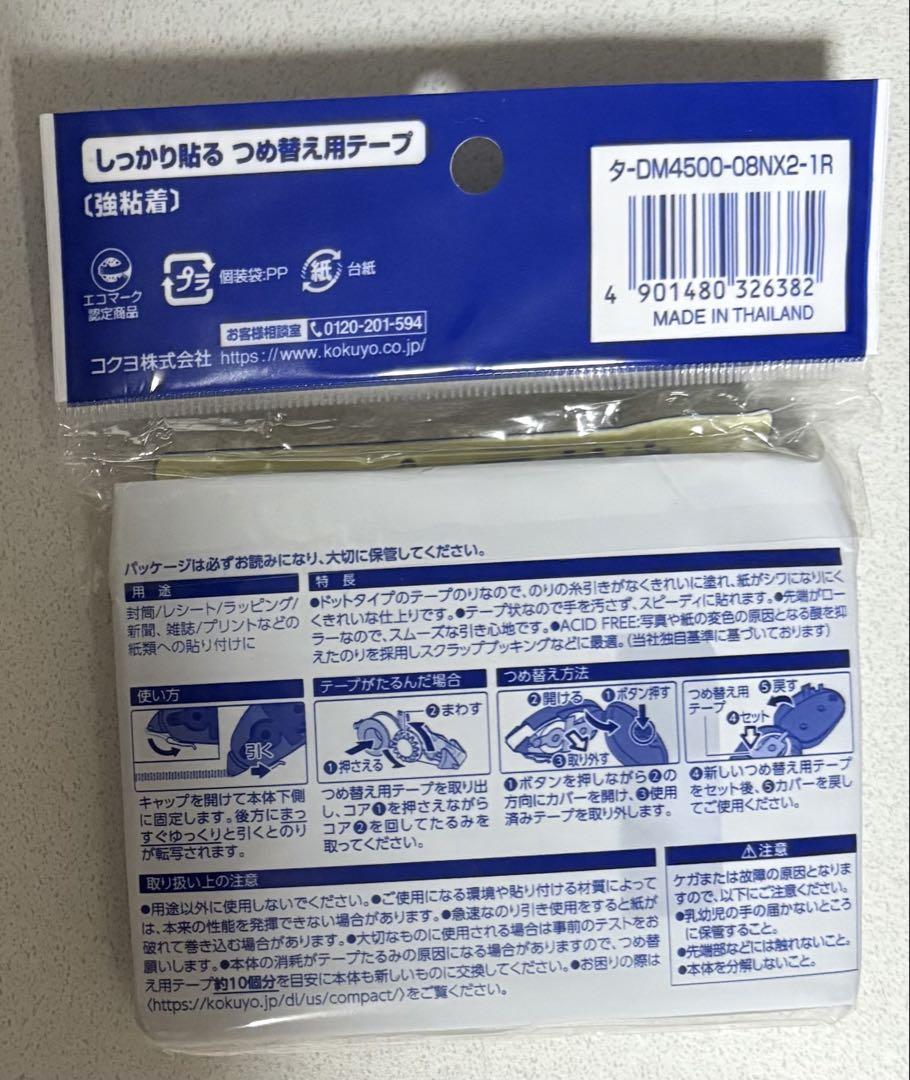 しっかり貼る つめ替え用テープ
〔強粘着〕
エコマーク
認定商品
プラ
個装袋:PP
紙
台紙
お客様相談室 0120-201-594
コクヨ株式会社 https://www.kokuyo.co.jp/
タ-DM4500-08NX2-1R
4 901480 326382
MADE IN THAILAND
パッケージは必ずお読みになり、大切に保管してください。
用 途
封筒/レシート/ラッピング/
新聞、雑誌/プリントなどの
紙類への貼り付けに
特 長
●ドットタイプのテープのりなので、のりの糸引きがなくきれいに塗れ、紙がシワになりにく
くきれいな仕上りです。●テープ状なので手を汚さず、スピーディに貼れます。●先端がロー
ラーなので、スムーズな引き心地です。●ACID FREE:写真や紙の変色の原因となる酸を抑
えたのりを採用しスクラップブッキングなどに最適。(当社独自基準に基づいております)
使い方
引く
キャップを開けて本体下側
に固定します。後方にまっ
すぐゆっくりと引くとのり
が転写されます。
テープがたるんだ場合
❷まわす
❶押さえる
つめ替え用テープを取り出
し、コア❶を押さえながら
コア❷を回してたるみを
取ってください。
つめ替え方法
❷開ける
❶ボタン押す
❸取り外す
❶ボタンを押しながら❷の
方向にカバーを開け、❸使用
済みテープを取り外します。
つめ替え用
テープ
❺戻す
❹セット
❹新しいつめ替え用テープ
をセット後、❺カバーを戻し
てご使用ください。
取り扱い上の注意
●用途以外に使用しないでください。●ご使用になる環境や貼り付ける材質によって
は、本来の性能を発揮できない場合があります。●急速なのり引き使用をすると紙が
破れて巻き込む場合があります。●大切なものに使用される場合は事前のテストをお
願いします。●本体の消耗がテープたるみの原因になる場合がありますので、つめ替
え用テープ約10個分を目安に本体も新しいものに交換してください。●お困りの際は
〈https://kokuyo.jp/dl/us/compact/〉をご覧ください。
⚠注意
ケガまたは故障の原因となりま
すので、以下にご注意ください。
●乳幼児の手の届かないところ
に保管すること。
●先端部などには触れないこと。
●本体を分解しないこと。